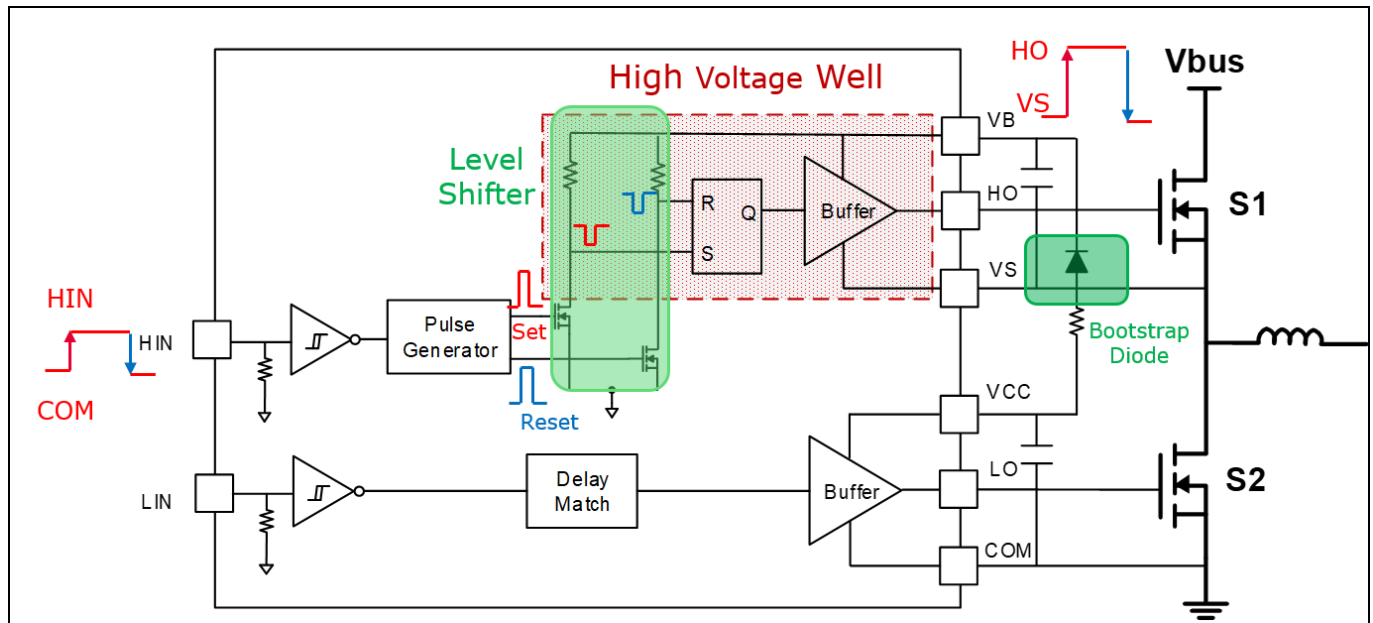 High Voltage Well
HO
VS
Vbus
VB
Level
Shifter
R
Q
S
Buffer
HO
S1
VS
HIN
HIN
COM
Pulse
Generator
Set
Reset
Bootstrap
Diode
VCC
LIN
Delay
Match
Buffer
LO
S2
COM